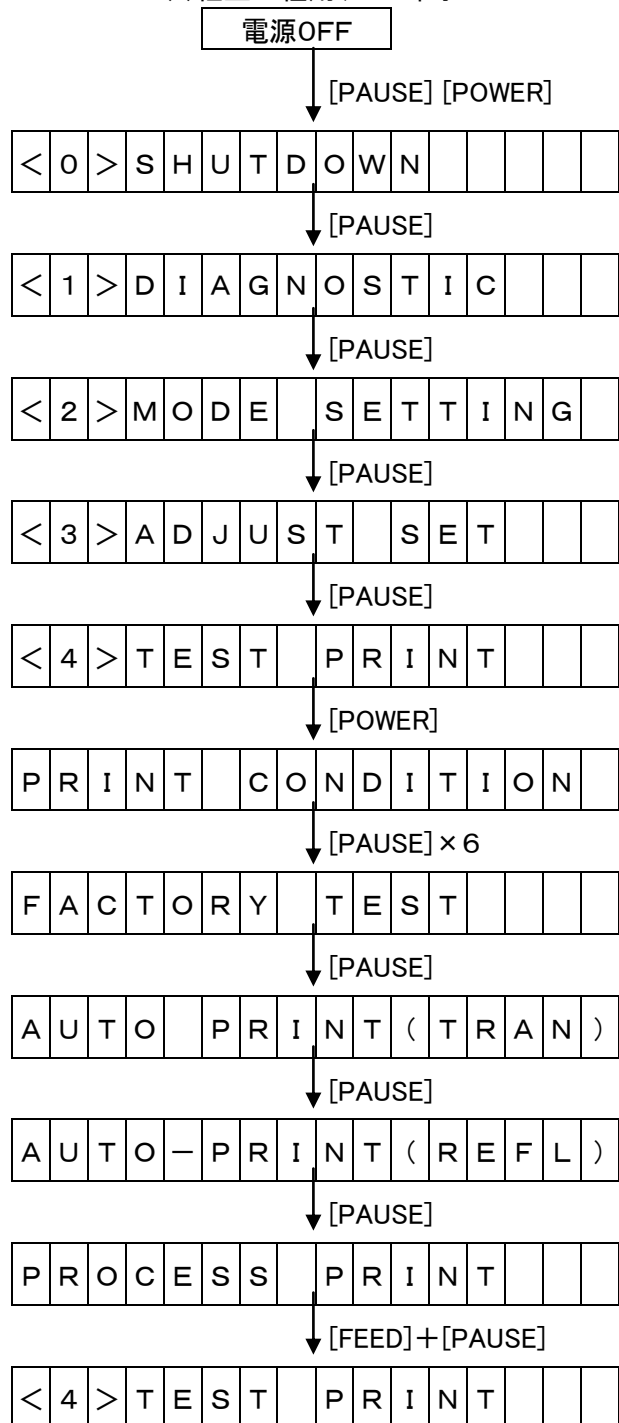 電源OFF
[PAUSE] [POWER]
<0>SHUTDOWN
[PAUSE]
<1>DIAGNOSTIC
[PAUSE]
<2>MODE SETTING
[PAUSE]
<3>ADJUST SET
[PAUSE]
<4>TEST PRINT
[POWER]
PRINT CONDITION
[PAUSE]×6
FACTORY TEST
[PAUSE]
AUTO PRINT(TRAN)
[PAUSE]
AUTO-PRINT(REFL)
[PAUSE]
PROCESS PRINT
[FEED]+[PAUSE]
<4>TEST PRINT